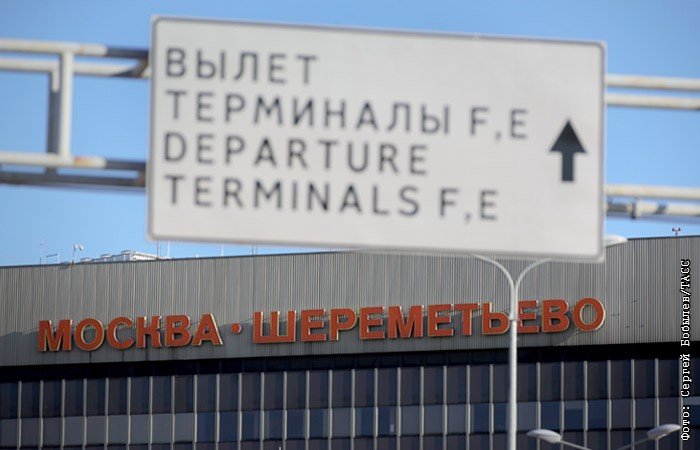 ВЫЛЕТ
ТЕРМИНАЛЫ F,E
DEPARTURE
TERMINALS F,E
МОСКВА · ШЕРЕМЕТЬЕВО
Фото: Сергей Бобылев/ТАСС